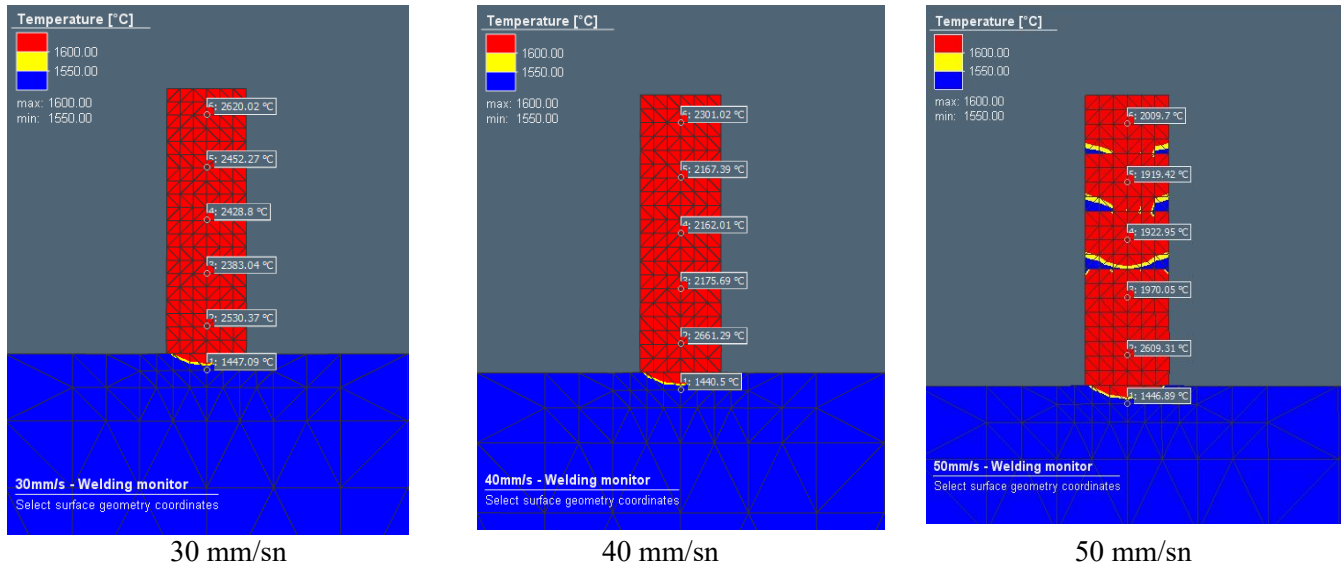 Temperature [°C]
1600.00
1550.00
max: 1600.00
min: 1550.00
6: 2620.02 °C
5: 2452.27 °C
4: 2428.8 °C
3: 2383.04 °C
2: 2530.37 °C
1: 1447.09 °C
30mm/s - Welding monitor
Select surface geometry coordinates
30 mm/sn
Temperature [°C]
1600.00
1550.00
max: 1600.00
min: 1550.00
6: 2301.02 °C
5: 2167.39 °C
4: 2162.01 °C
3: 2175.69 °C
2: 2661.29 °C
1: 1440.5 °C
40mm/s - Welding monitor
Select surface geometry coordinates
40 mm/sn
Temperature [°C]
1600.00
1550.00
max: 1600.00
min: 1550.00
6: 2009.7 °C
5: 1919.42 °C
4: 1922.95 °C
3: 1970.05 °C
2: 2609.31 °C
1: 1446.89 °C
50mm/s - Welding monitor
Select surface geometry coordinates
50 mm/sn